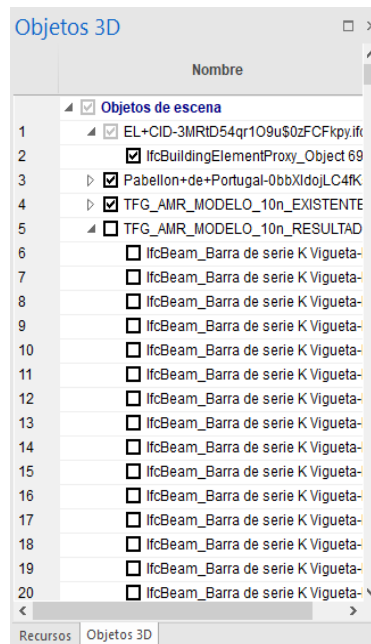 Objetos 3D
Nombre
Objetos de escena
1 EL+CID-3MRtD54qr1O9u$0zFCFkpy.ifc
2 IfcBuildingElementProxy_Object 69
3 Pabellon+de+Portugal-0bbXIdojLC4fK
4 TFG_AMR_MODELO_10n_EXISTENTE
5 TFG_AMR_MODELO_10n_RESULTAD
6 IfcBeam_Barra de serie K Vigueta-
7 IfcBeam_Barra de serie K Vigueta-
8 IfcBeam_Barra de serie K Vigueta-
9 IfcBeam_Barra de serie K Vigueta-
10 IfcBeam_Barra de serie K Vigueta-
11 IfcBeam_Barra de serie K Vigueta-
12 IfcBeam_Barra de serie K Vigueta-
13 IfcBeam_Barra de serie K Vigueta-
14 IfcBeam_Barra de serie K Vigueta-
15 IfcBeam_Barra de serie K Vigueta-
16 IfcBeam_Barra de serie K Vigueta-
17 IfcBeam_Barra de serie K Vigueta-
18 IfcBeam_Barra de serie K Vigueta-
19 IfcBeam_Barra de serie K Vigueta-
20 IfcBeam_Barra de serie K Vigueta-
Recursos Objetos 3D